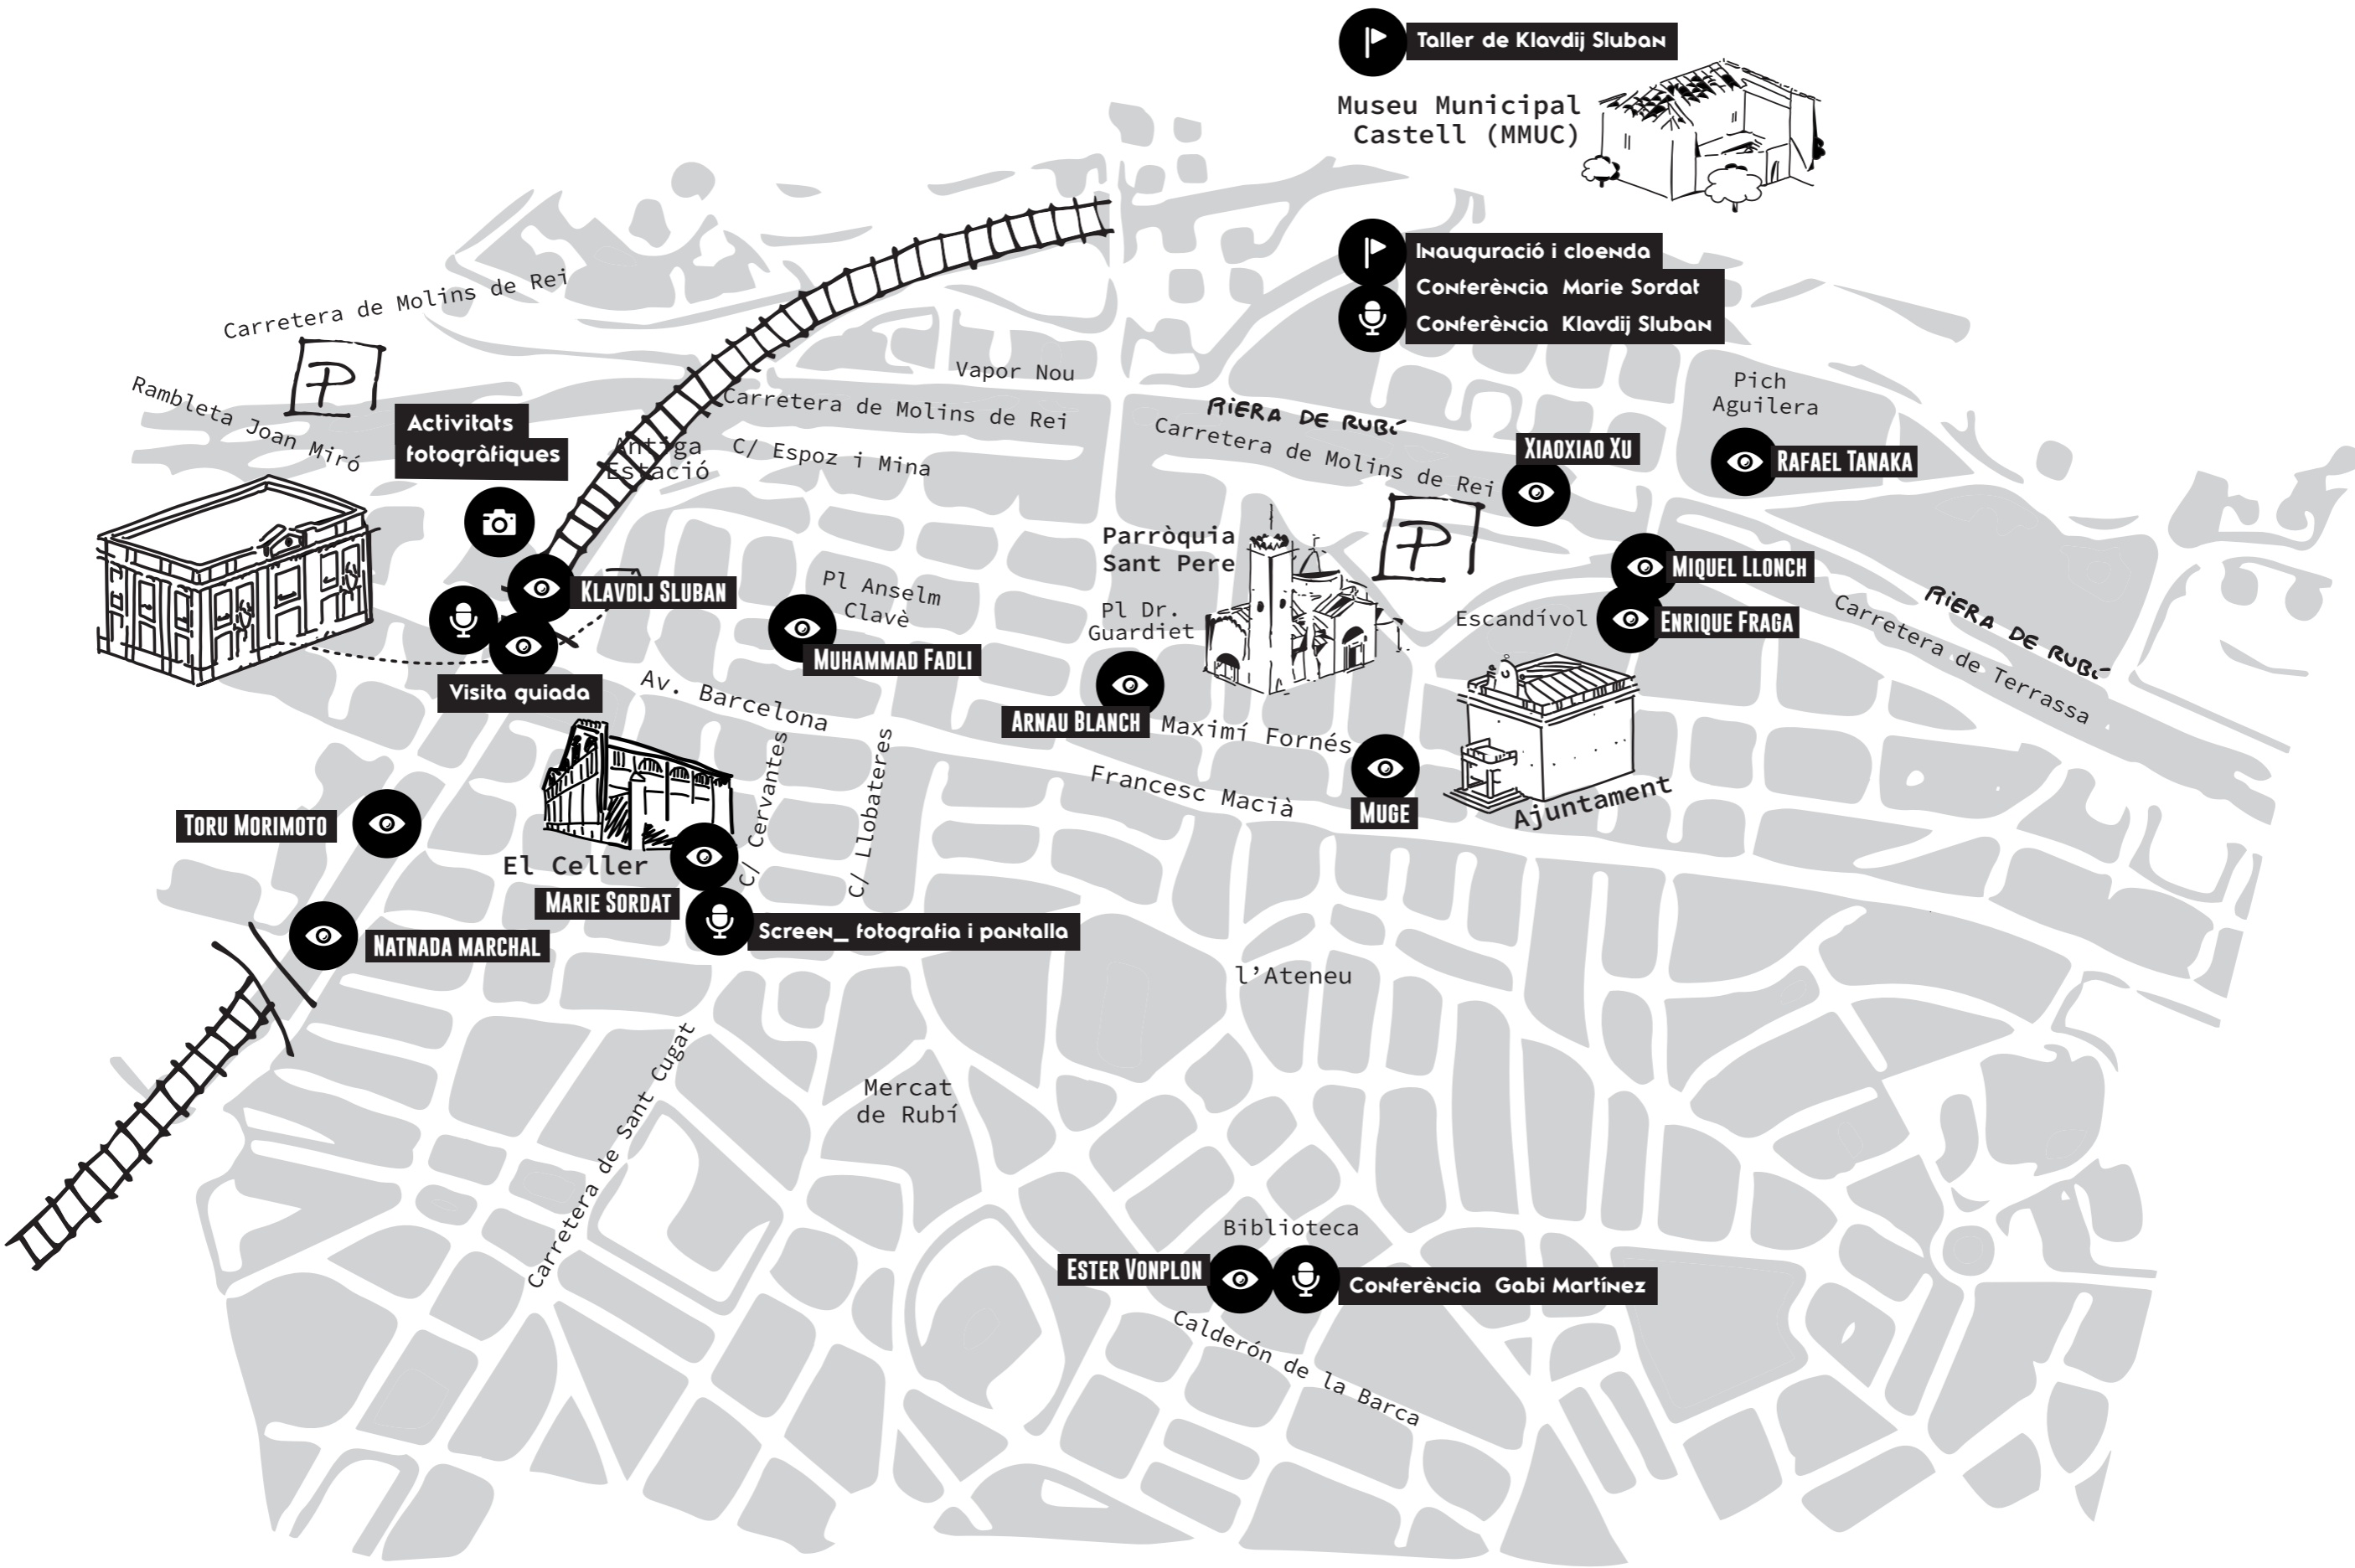 Taller de Klavdij Sluban
Museu Municipal
Castell (MMUC)
Inauguració i cloenda
Conferència Marie Sordat
Conferència Klavdij Sluban
Carretera de Molins de Rei
P
Rambleta Joan Miró
Activitats
fotogràfiques
Antiga
Estació
Vapor Nou
Carretera de Molins de Rei
C/ Espoz i Mina
RIERA DE RUBÍ
Carretera de Molins de Rei
Pich
Aguilera
XIAOXIAO XU
RAFAEL TANAKA
P
Parròquia
Sant Pere
KLAVDIJ SLUBAN
Pl Anselm
Clavè
MUHAMMAD FADLI
Pl Dr.
Guardiet
Escandívol
MIQUEL LLONCH
ENRIQUE FRAGA
RIERA DE RUBÍ
Carretera de Terrassa
Visita guiada
Av. Barcelona
ARNAU BLANCH
Maximí Fornés
Francesc Macià
MUGE
Ajuntament
TORU MORIMOTO
El Celler
C/ Cervantes
C/ Llobateres
MARIE SORDAT
Screen_ fotografia i pantalla
NATNADA MARCHAL
l’Ateneu
Carretera de Sant Cugat
Mercat
de Rubí
Biblioteca
ESTER VONPLON
Conferència Gabi Martínez
Calderón de la Barca